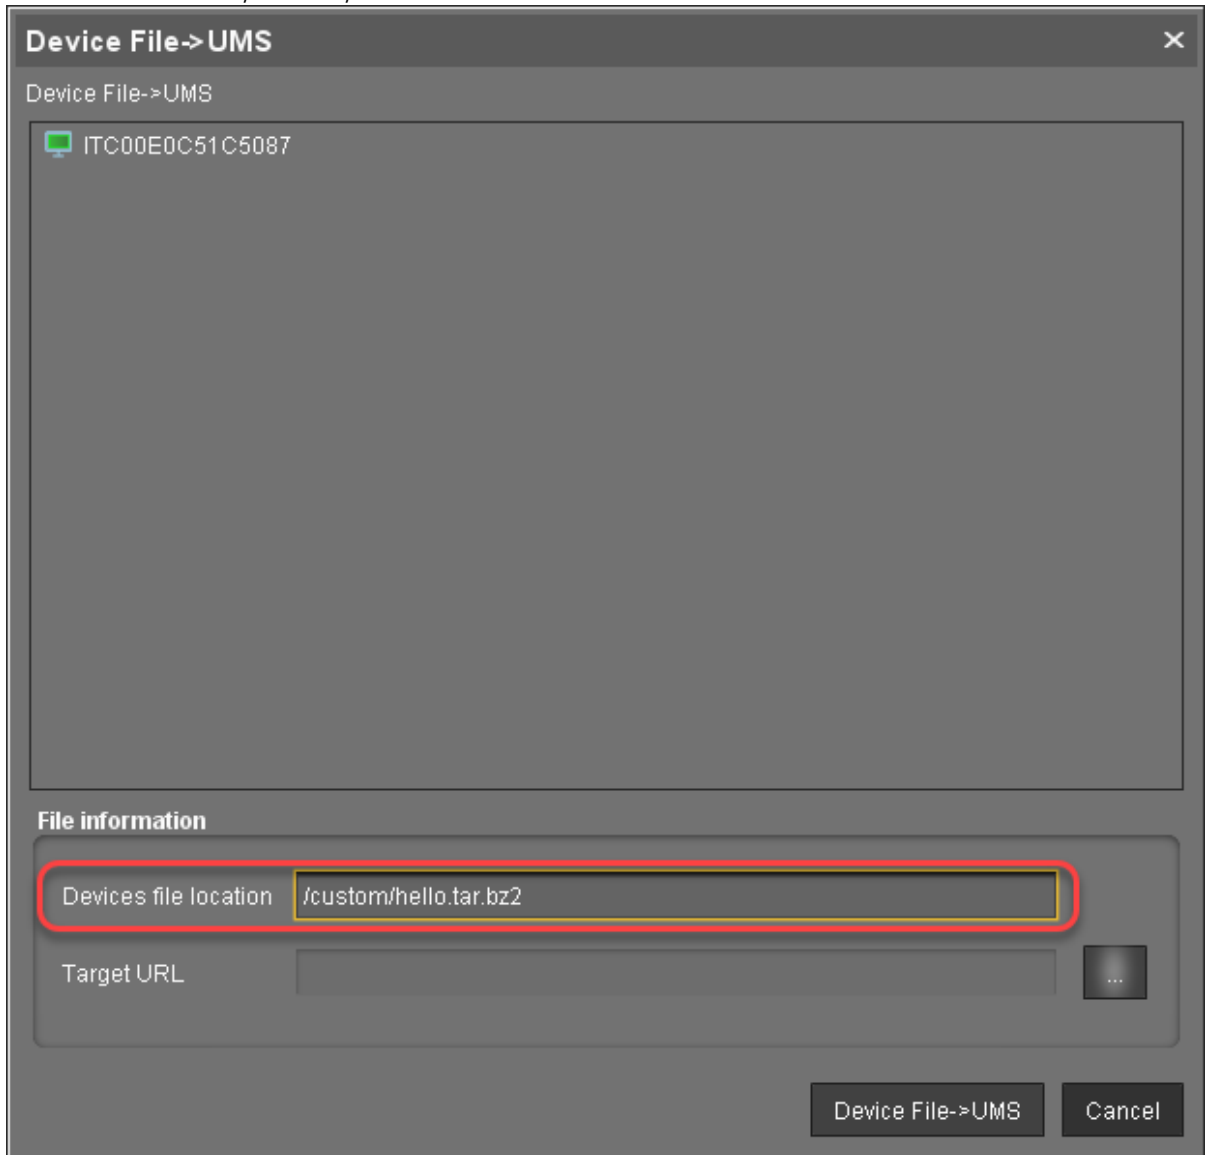 Device File->UMS
Device File->UMS
ITC00E0C51C5087
File information
Devices file location /custom/hello.tar.bz2
Target URL ...
Device File->UMS Cancel